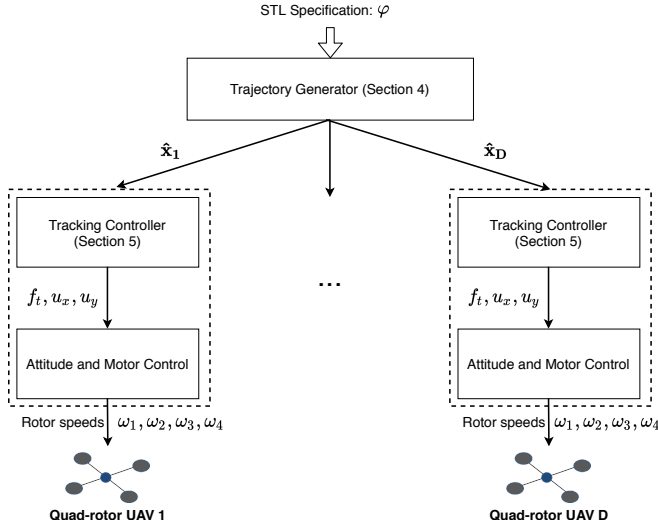 STL Specification: φ
Trajectory Generator (Section 4)
x̂₁
x̂_D
Tracking Controller
(Section 5)
Tracking Controller
(Section 5)
...
f_t, u_x, u_y
f_t, u_x, u_y
Attitude and Motor Control
Attitude and Motor Control
Rotor speeds ω₁, ω₂, ω₃, ω₄
Rotor speeds ω₁, ω₂, ω₃, ω₄
Quad-rotor UAV 1
Quad-rotor UAV D